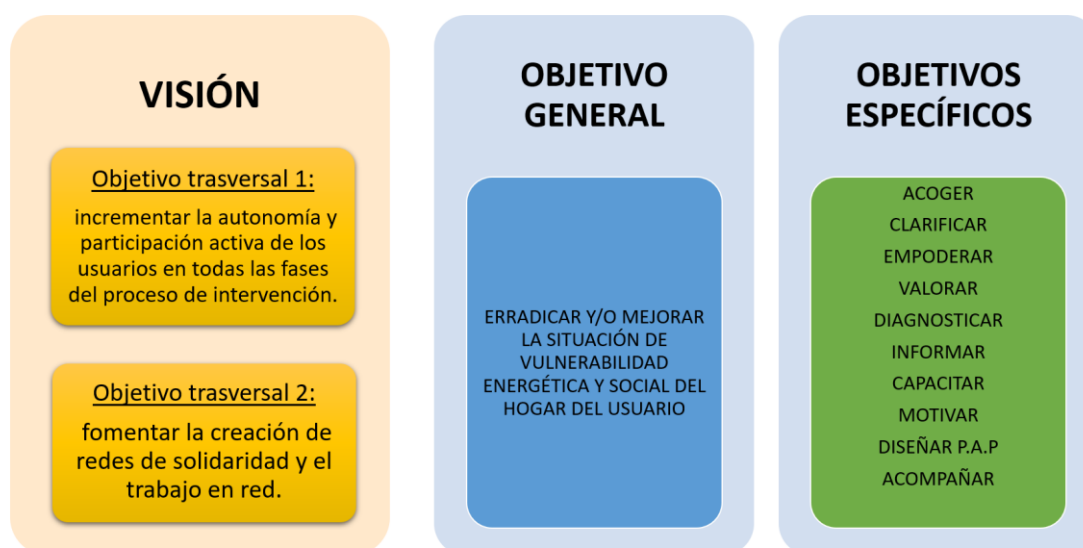 VISIÓN
Objetivo trasversal 1:
incrementar la autonomía y
participación activa de los
usuarios en todas las fases
del proceso de intervención.
Objetivo trasversal 2:
fomentar la creación de
redes de solidaridad y el
trabajo en red.
OBJETIVO
GENERAL
ERRADICAR Y/O MEJORAR
LA SITUACIÓN DE
VULNERABILIDAD
ENERGÉTICA Y SOCIAL DEL
HOGAR DEL USUARIO
OBJETIVOS
ESPECÍFICOS
ACOGER
CLARIFICAR
EMPODERAR
VALORAR
DIAGNOSTICAR
INFORMAR
CAPACITAR
MOTIVAR
DISEÑAR P.A.P
ACOMPAÑAR